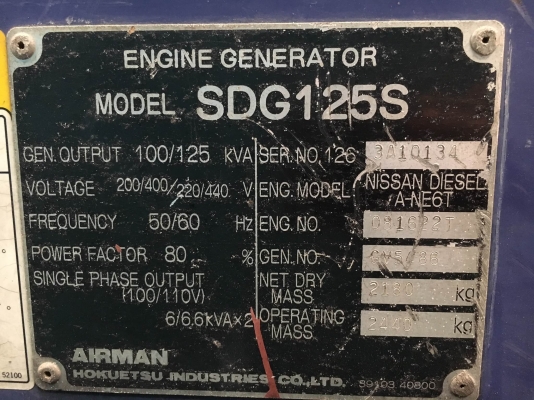 ENGINE GENERATOR
MODEL SDG125S
GEN. OUTPUT 100/125 KVA
VOLTAGE 200/400/220/440 V
FREQUENCY 50/60 Hz
POWER FACTOR 80 %
SINGLE PHASE OUTPUT
(100/110V)
6/6.6kVA×2
SER. NO. 126 3A10134
ENG. MODEL NISSAN DIESEL
A-NE6T
ENG. NO.
GEN. NO.
NET DRY
MASS kg
OPERATING
MASS kg
AIRMAN
HOKUETSU INDUSTRIES CO., LTD.
S2100